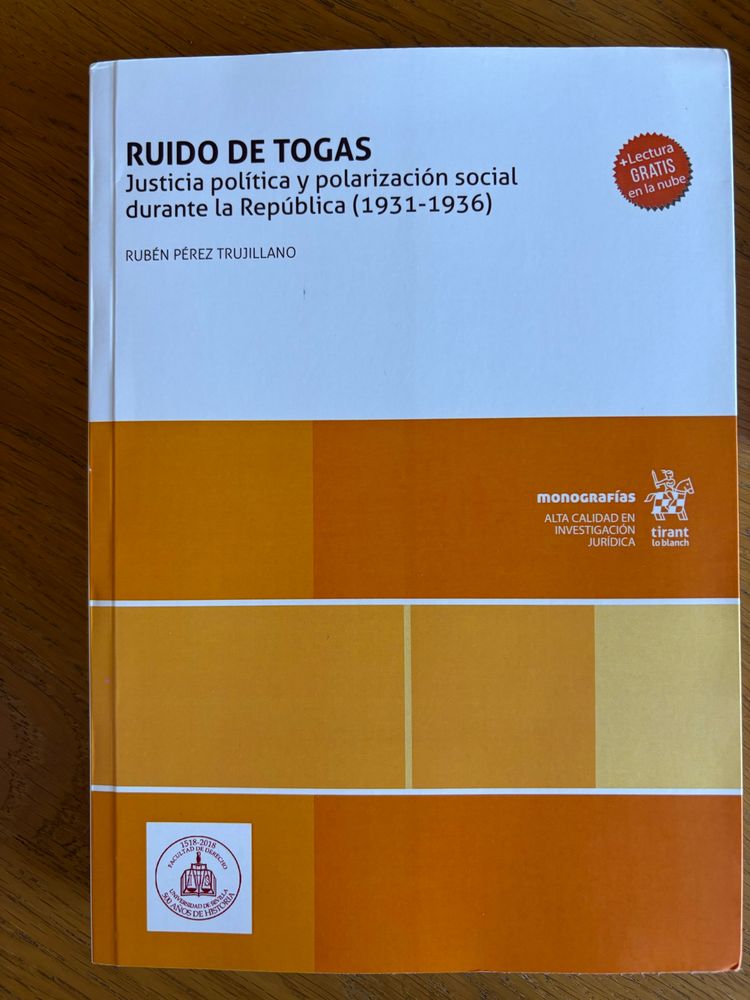 RUIDO DE TOGAS
Justicia política y polarización social
durante la República (1931-1936)
RUBÉN PÉREZ TRUJILLANO
+Lectura
GRATIS
en la nube
monografías
ALTA CALIDAD EN
INVESTIGACIÓN
JURÍDICA
tirant
lo blanch
1518-2018
FACULTAD DE DERECHO
UNIVERSIDAD DE SEVILLA
500 AÑOS DE HISTORIA